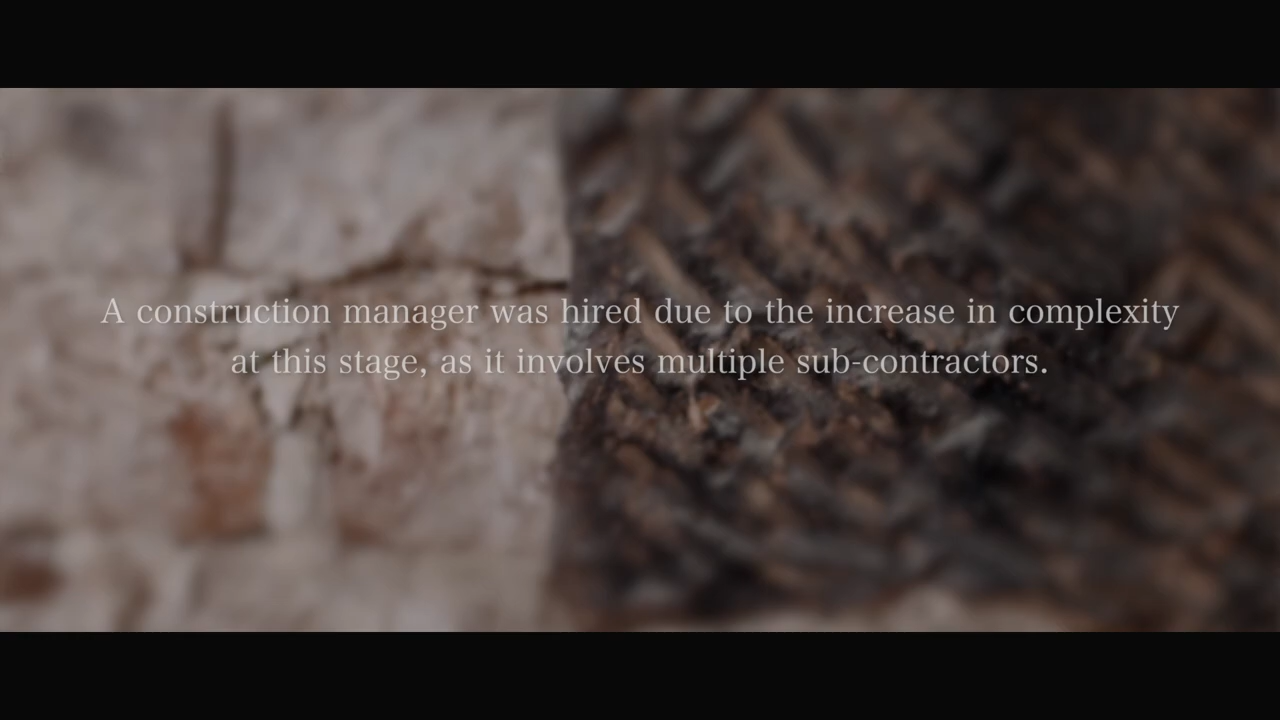 A construction manager was hired due to the increase in complexity
at this stage, as it involves multiple sub-contractors.